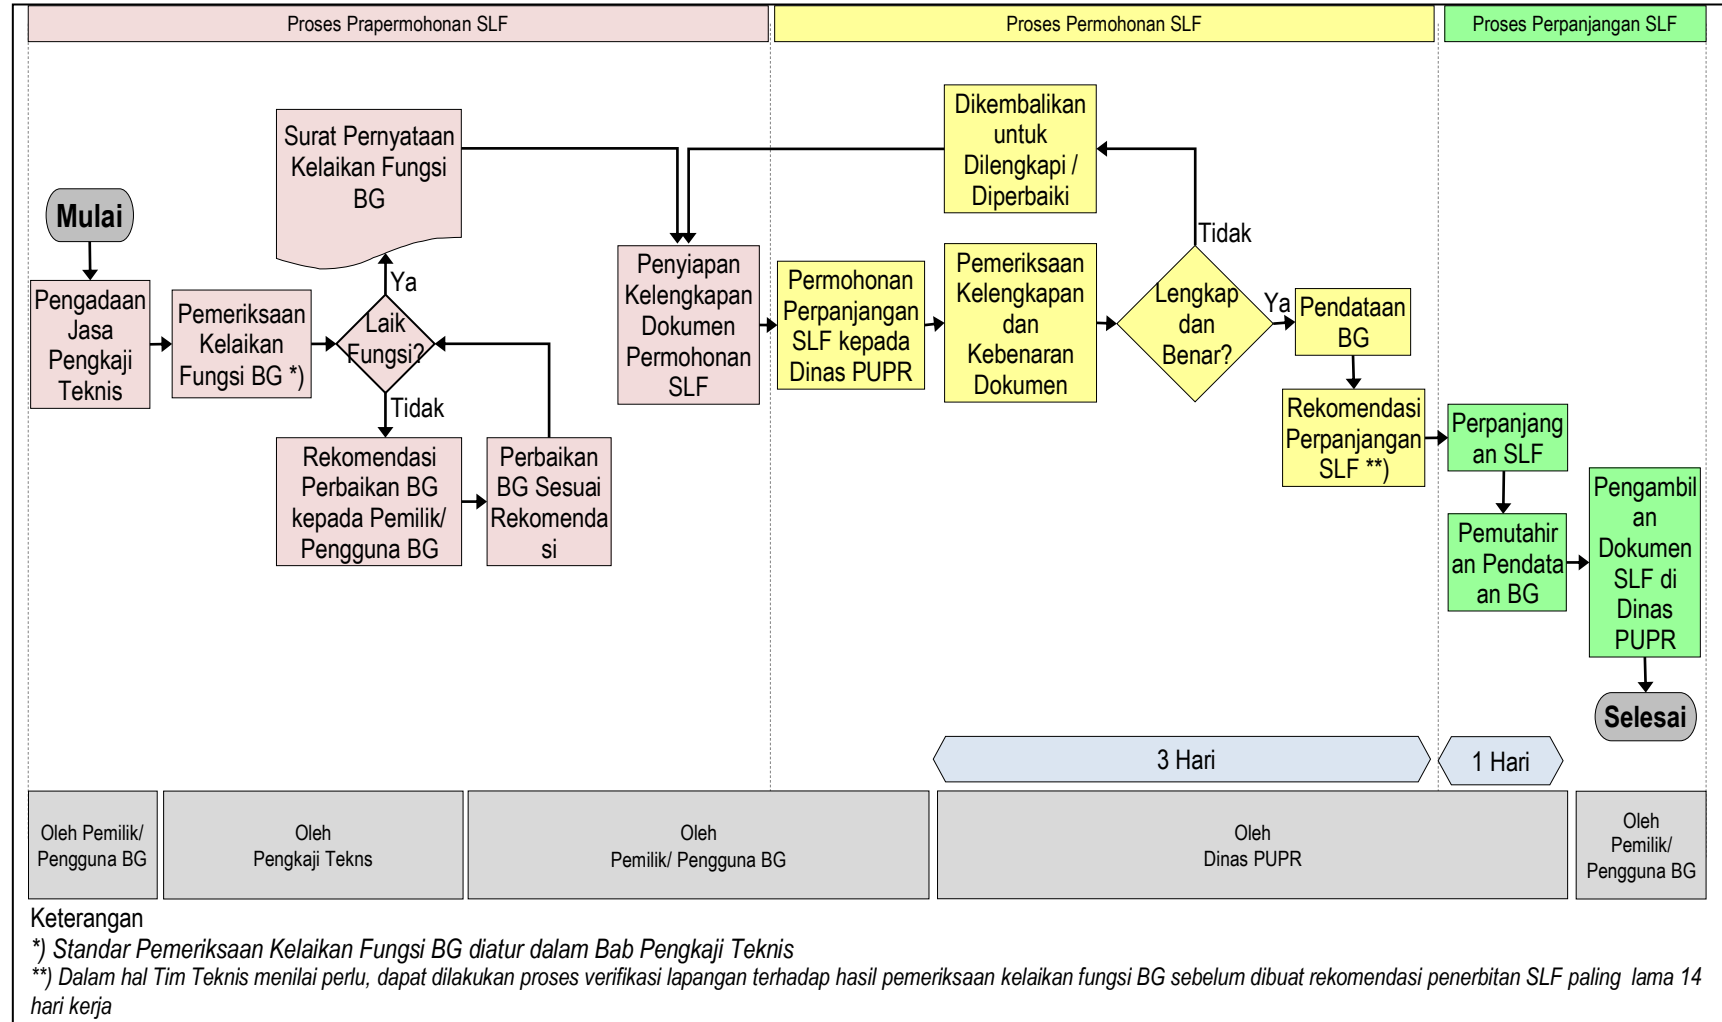 Proses Prapermohonan SLF
Proses Permohonan SLF
Proses Perpanjangan SLF
Mulai
Pengadaan
Jasa
Pengkaji
Teknis
Pemeriksaan
Kelaikan
Fungsi BG *)
Laik
Fungsi?
Ya
Surat Pernyataan
Kelaikan Fungsi
BG
Tidak
Rekomendasi
Perbaikan BG
kepada Pemilik/
Pengguna BG
Perbaikan
BG Sesuai
Rekomenda
si
Penyiapan
Kelengkapan
Dokumen
Permohonan
SLF
Permohonan
Perpanjangan
SLF kepada
Dinas PUPR
Pemeriksaan
Kelengkapan
dan
Kebenaran
Dokumen
Lengkap
dan
Benar?
Tidak
Dikembalikan
untuk
Dilengkapi /
Diperbaiki
Ya
Pendataan
BG
Rekomendasi
Perpanjangan
SLF **)
Perpanjang
an SLF
Pemutahir
an Pendata
an BG
Pengambil
an
Dokumen
SLF di
Dinas
PUPR
Selesai
3 Hari
1 Hari
Oleh Pemilik/
Pengguna BG
Oleh
Pengkaji Tekns
Oleh
Pemilik/ Pengguna BG
Oleh
Dinas PUPR
Oleh
Pemilik/
Pengguna BG
Keterangan
*) Standar Pemeriksaan Kelaikan Fungsi BG diatur dalam Bab Pengkaji Teknis
**) Dalam hal Tim Teknis menilai perlu, dapat dilakukan proses verifikasi lapangan terhadap hasil pemeriksaan kelaikan fungsi BG sebelum dibuat rekomendasi penerbitan SLF paling lama 14
hari kerja